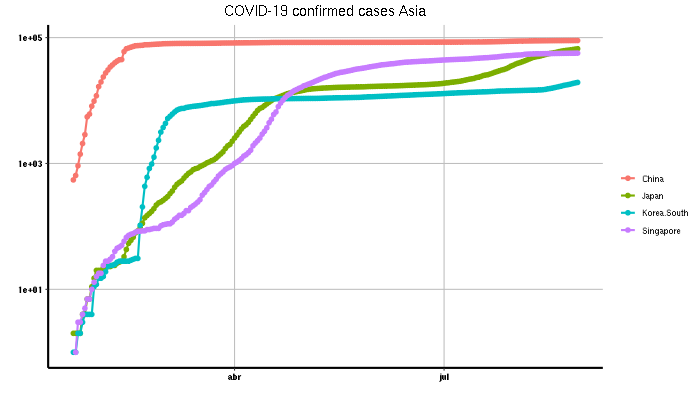 COVID-19 confirmed cases Asia
1e+05
1e+03
1e+01
abr
jul
China
Japan
Korea.South
Singapore